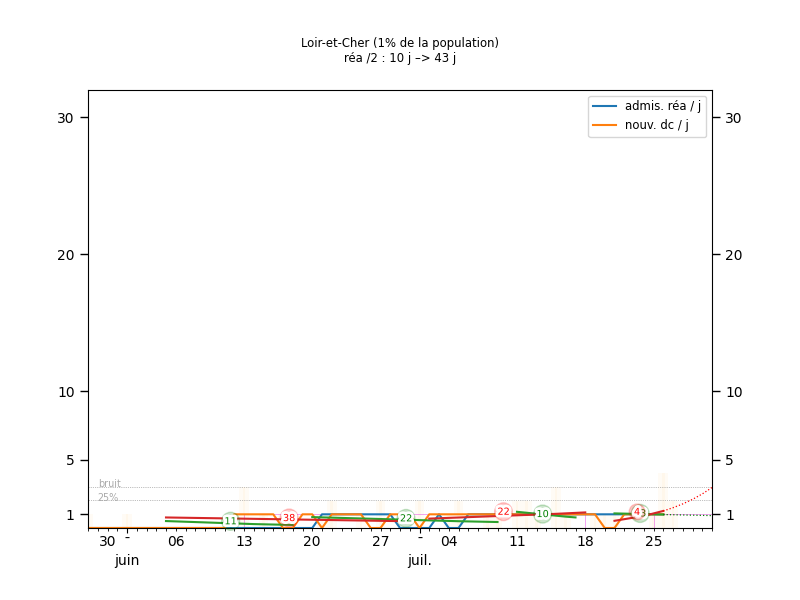 Loir-et-Cher (1% de la population)
réa /2 : 10 j –> 43 j
admis. réa / j
nouv. dc / j
30 30
20 20
10 10
5 5
bruit
25%
1 1
11 38 22 22 10 43
30 - 06 13 20 27 - 04 11 18 25
juin juil.